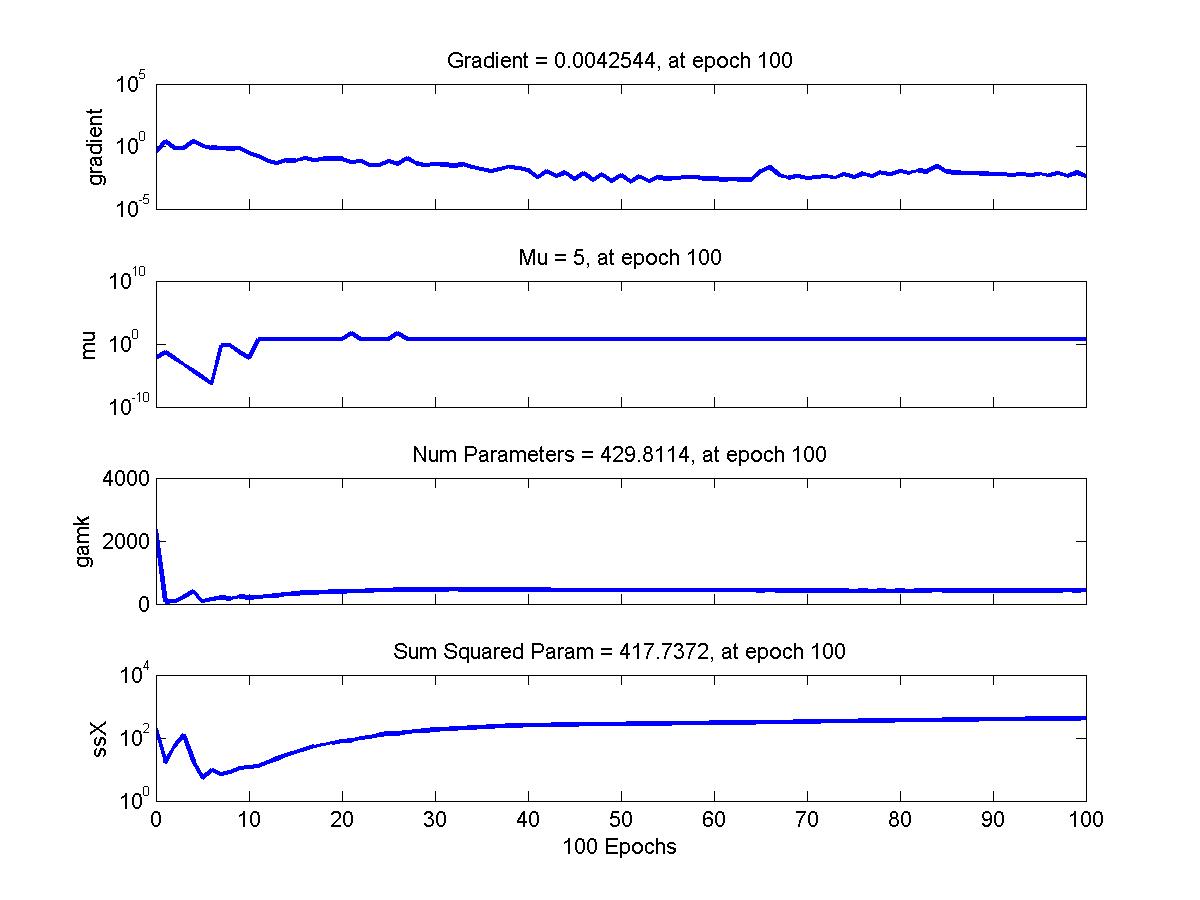 Gradient = 0.0042544, at epoch 100
10^5
10^0
10^-5
gradient
Mu = 5, at epoch 100
10^10
10^0
10^-10
mu
Num Parameters = 429.8114, at epoch 100
4000
2000
0
gamk
Sum Squared Param = 417.7372, at epoch 100
10^4
10^2
10^0
ssX
0 10 20 30 40 50 60 70 80 90 100
100 Epochs